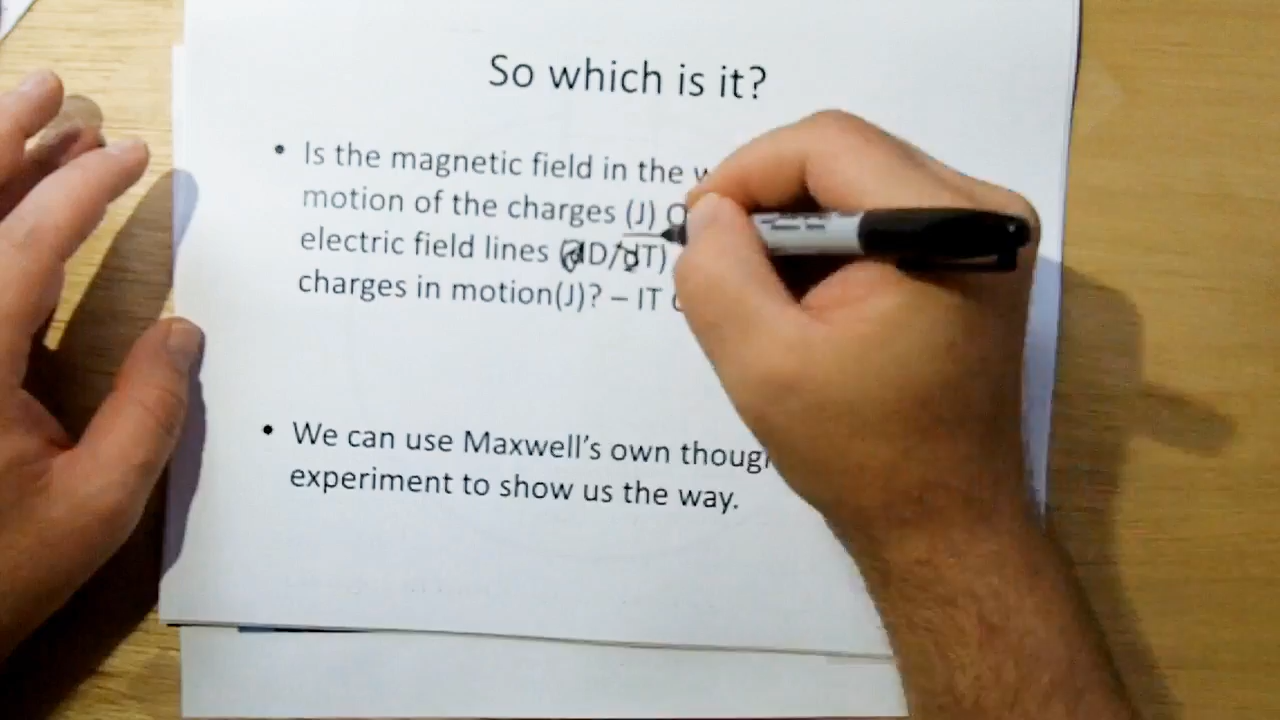 So which is it?
• Is the magnetic field in the
motion of the charges (J)
electric field lines (∂D/∂T)
charges in motion(J)? – IT
• We can use Maxwell's own
experiment to show us the way.